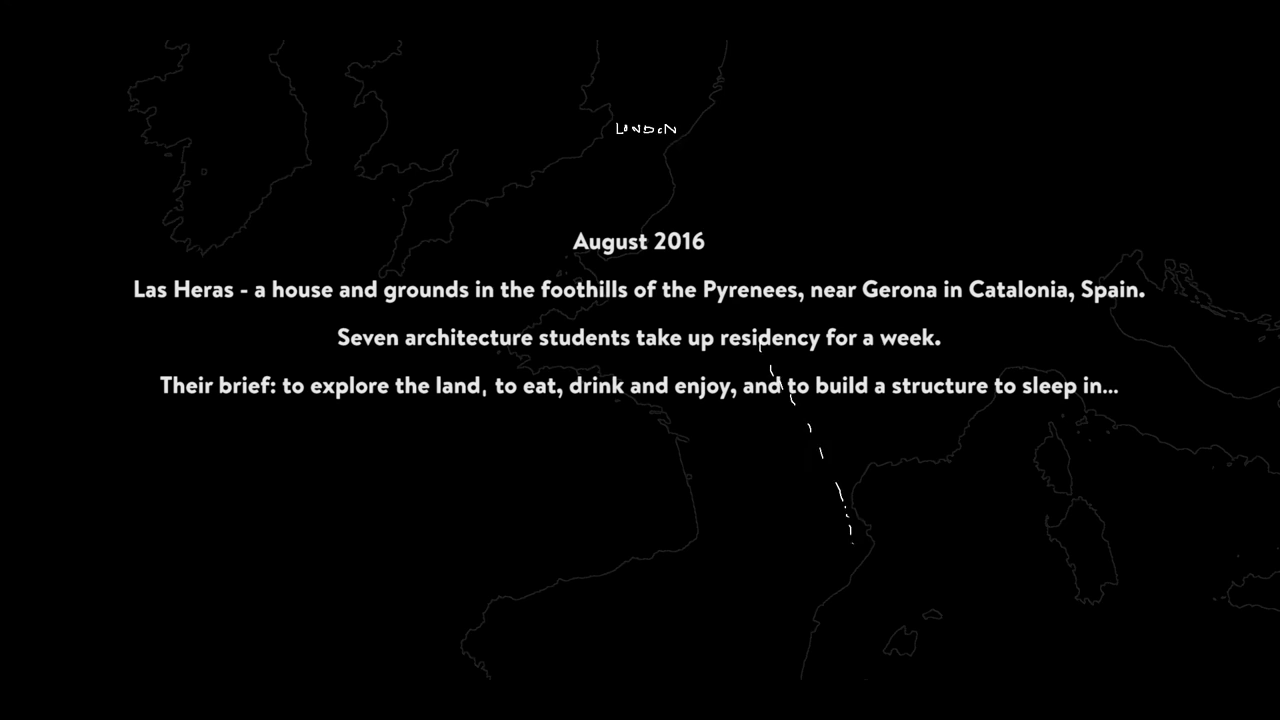 LONDON
August 2016
Las Heras - a house and grounds in the foothills of the Pyrenees, near Gerona in Catalonia, Spain.
Seven architecture students take up residency for a week.
Their brief: to explore the land, to eat, drink and enjoy, and to build a structure to sleep in...